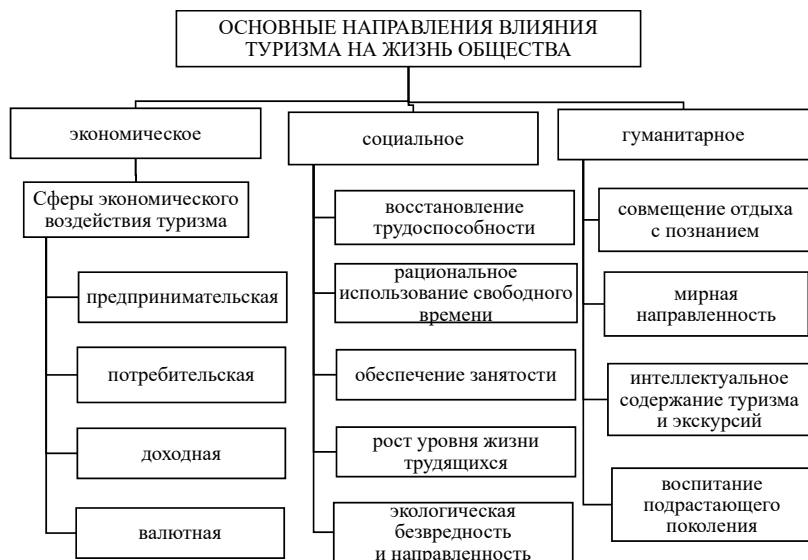 ОСНОВНЫЕ НАПРАВЛЕНИЯ ВЛИЯНИЯ
ТУРИЗМА НА ЖИЗНЬ ОБЩЕСТВА
экономическое
Сферы экономического
воздействия туризма
предпринимательская
потребительская
доходная
валютная
социальное
восстановление
трудоспособности
рациональное
использование свободного
времени
обеспечение занятости
рост уровня жизни
трудящихся
экологическая
безвредность
и направленность
гуманитарное
совмещение отдыха
с познанием
мирная
направленность
интеллектуальное
содержание туризма
и экскурсий
воспитание
подрастающего
поколения